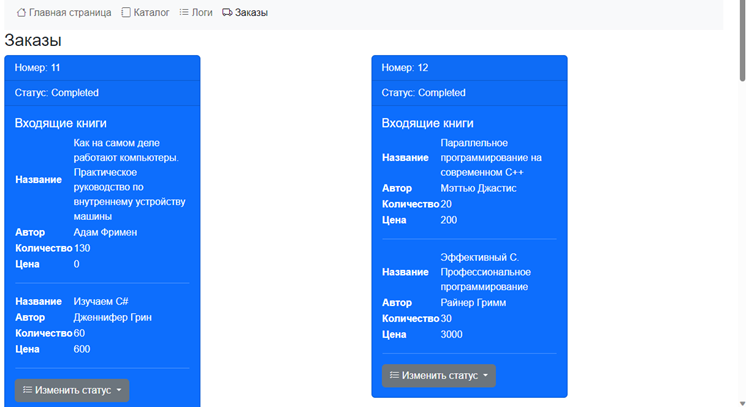 Главная страница Каталог Логи Заказы
Заказы
Номер: 11
Статус: Completed
Входящие книги
Название Как на самом деле
работают компьютеры.
Практическое
руководство по
внутреннему устройству
машины
Автор Адам Фримен
Количество 130
Цена 0
Название Изучаем C#
Автор Дженнифер Грин
Количество 60
Цена 600
Изменить статус
Номер: 12
Статус: Completed
Входящие книги
Название Параллельное
программирование на
современном C++
Автор Мэттью Джастис
Количество 20
Цена 200
Название Эффективный C.
Профессиональное
программирование
Автор Райнер Гримм
Количество 30
Цена 3000
Изменить статус